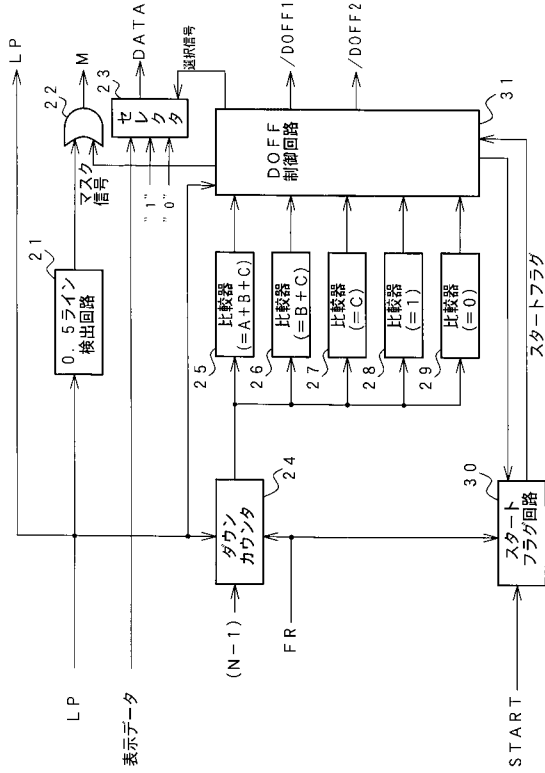 LP
LP
21
0.5ライン
検出回路
22
M
マスク
信号
表示データ
23
セレクタ
DATA
"1"
"0"
選択信号
(N-1)
24
ダウン
カウンタ
FR
25
比較器
(=A+B+C)
26
比較器
(=B+C)
27
比較器
(=C)
28
比較器
(=1)
29
比較器
(=0)
DOFF
制御回路
31
/DOFF1
/DOFF2
START
30
スタート
フラグ回路
スタートフラグ